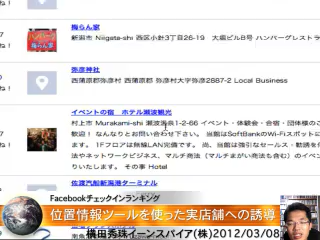 ね!
梅らん家
新潟市 Niigata-shi 西区小針3丁目26-19 大堀ビルB号 ハンバーグレストラ
ね!
弥彦神社
西蒲原郡弥彦村 西蒲原郡 弥彦村大字弥彦2887-2 Local Business
ね!
イベントの宿 ホテル瀬波観光
村上市 Murakami-shi 瀬波温泉1-2-66 イベント・体験会・合宿・団体様のご
歓迎! なんなりとお問い合わせ下さい。 当館はSoftBankのWi-Fiスポットに
ます。 1Fフロアは無線LAN完備です。 尚、当館は強引なセールス・勧誘を伴
法やネットワークビジネス、マルチ商法（マルチまがい商法も含む）のイベ
いただいています。 Hotel
佐渡汽船新潟港ターミナル
Facebookチェックインランキング
位置情報ツールを使った実店舗への誘導
横田秀珠イーンスパイア(株)2012/03/08